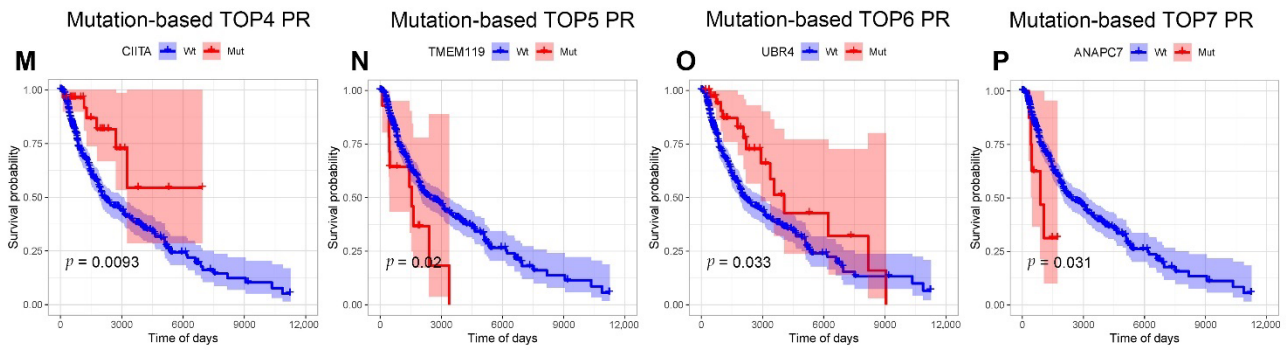 Mutation-based TOP4 PR
M
CIITA Wt Mut
Survival probability
1.00
0.75
0.50
0.25
0.00
p = 0.0093
0 3000 6000 9000 12,000
Time of days
Mutation-based TOP5 PR
N
TMEM119 Wt Mut
Survival probability
1.00
0.75
0.50
0.25
0.00
p = 0.02
0 3000 6000 9000 12,000
Time of days
Mutation-based TOP6 PR
O
UBR4 Wt Mut
Survival probability
1.00
0.75
0.50
0.25
0.00
p = 0.033
0 3000 6000 9000 12,000
Time of days
Mutation-based TOP7 PR
P
ANAPC7 Wt Mut
Survival probability
1.00
0.75
0.50
0.25
0.00
p = 0.031
0 3000 6000 9000 12,000
Time of days